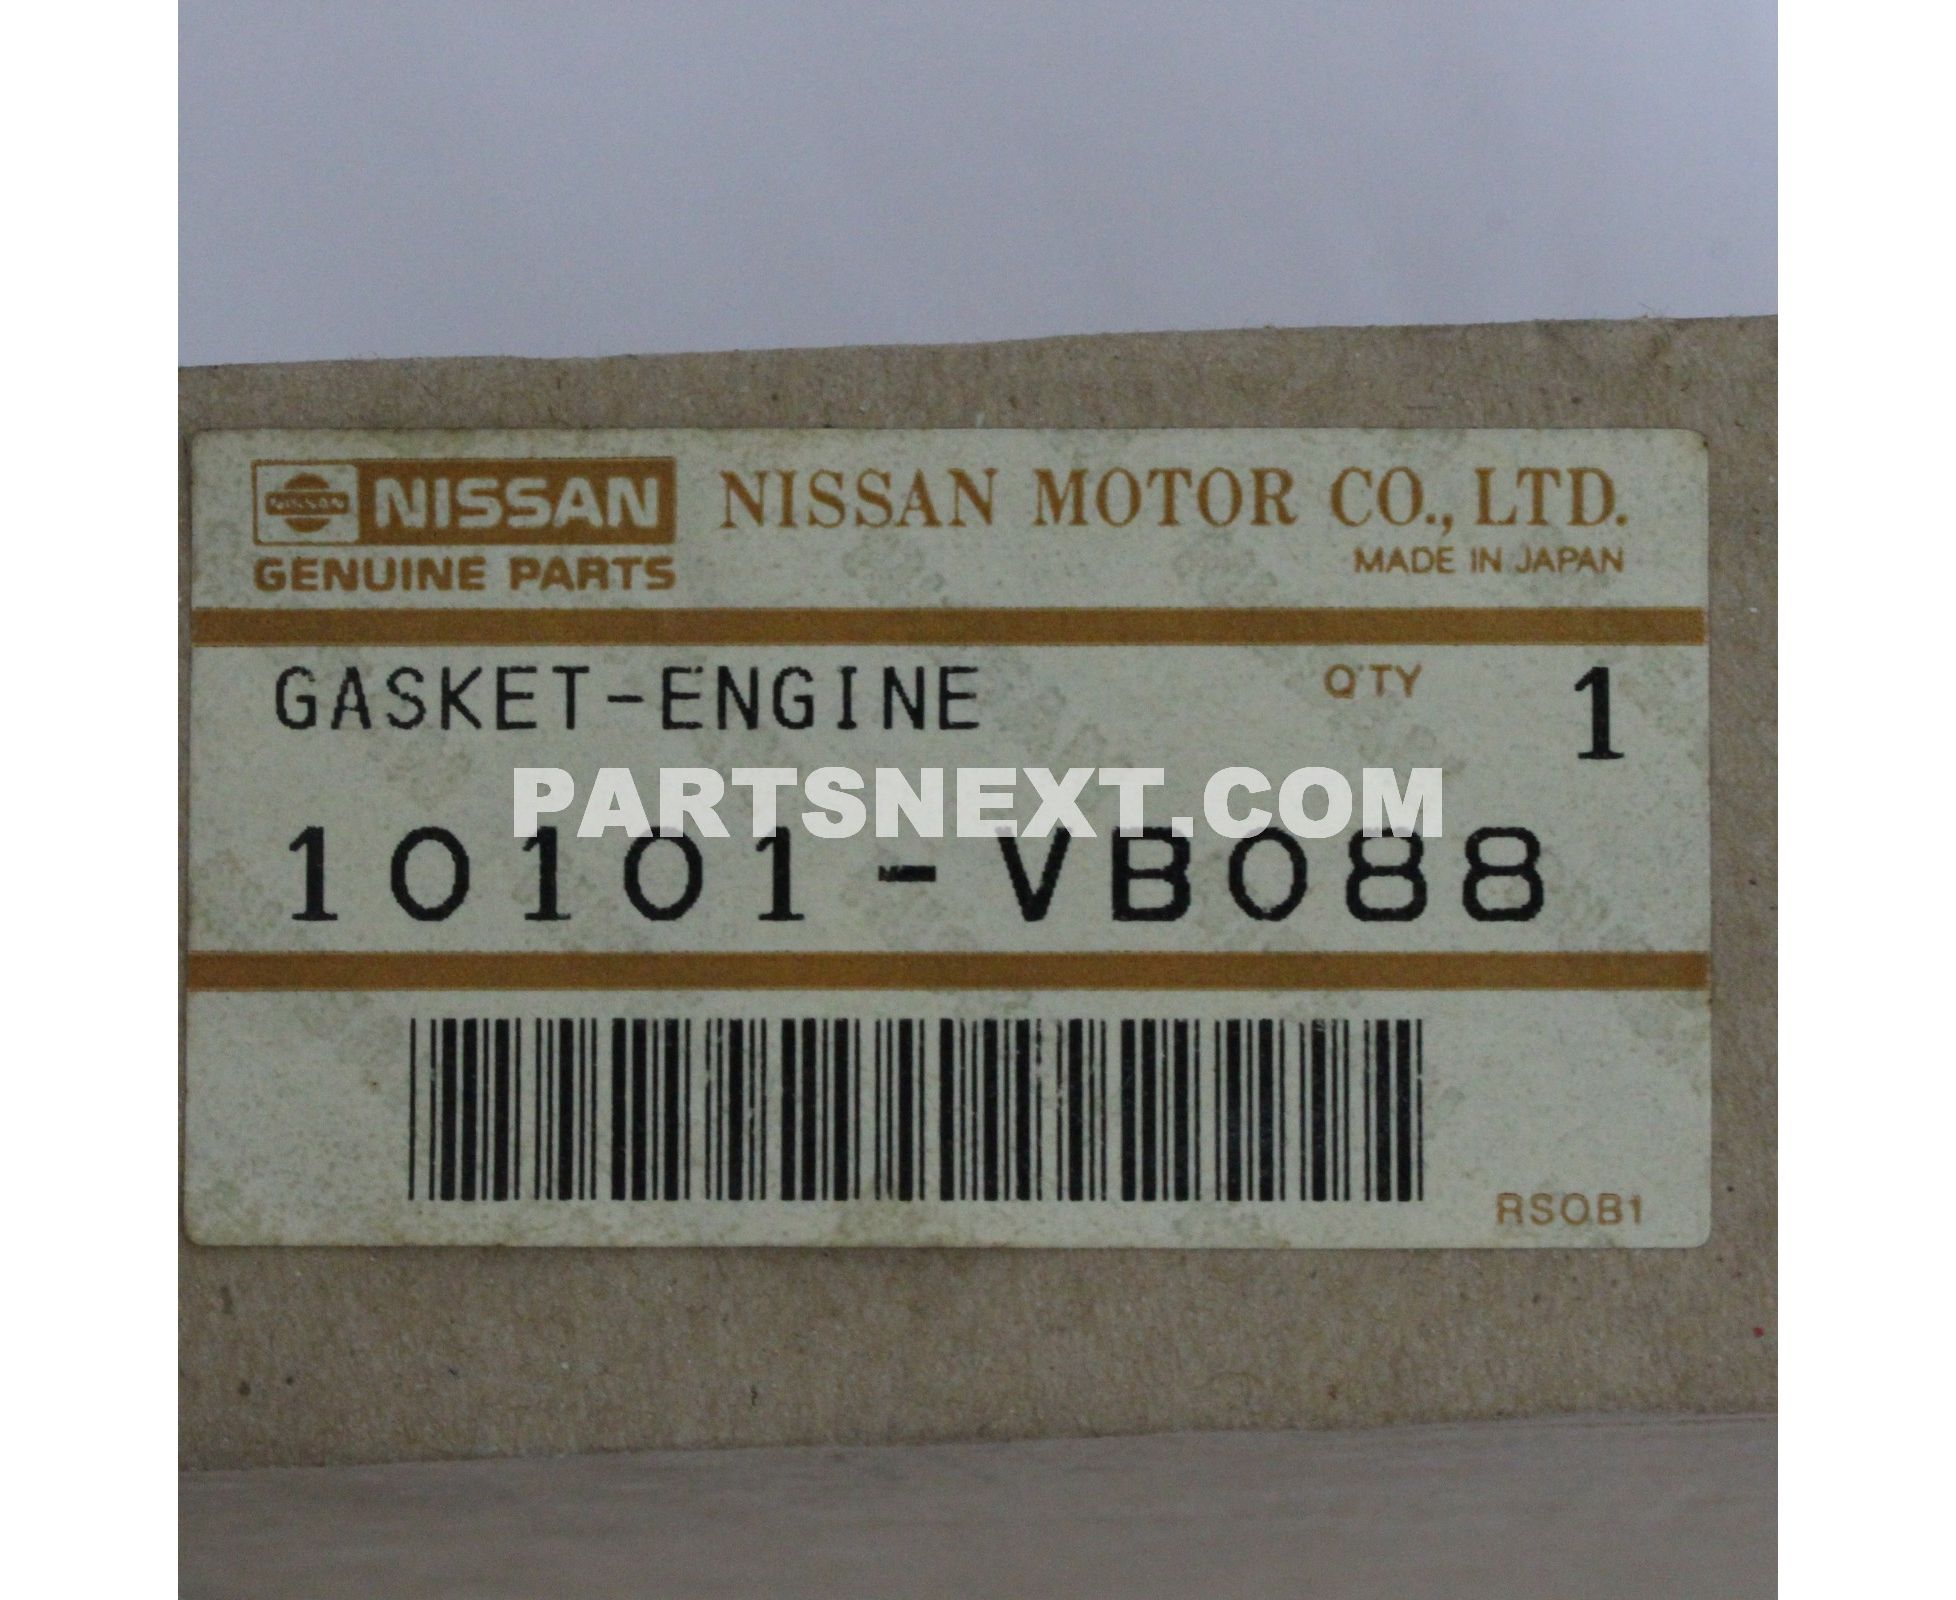 NISSAN NISSAN NISSAN MOTOR CO., LTD.
GENUINE PARTS MADE IN JAPAN
GASKET-ENGINE Q'TY 1
PARTSNEXT.COM
10101-VB088
RSOB1